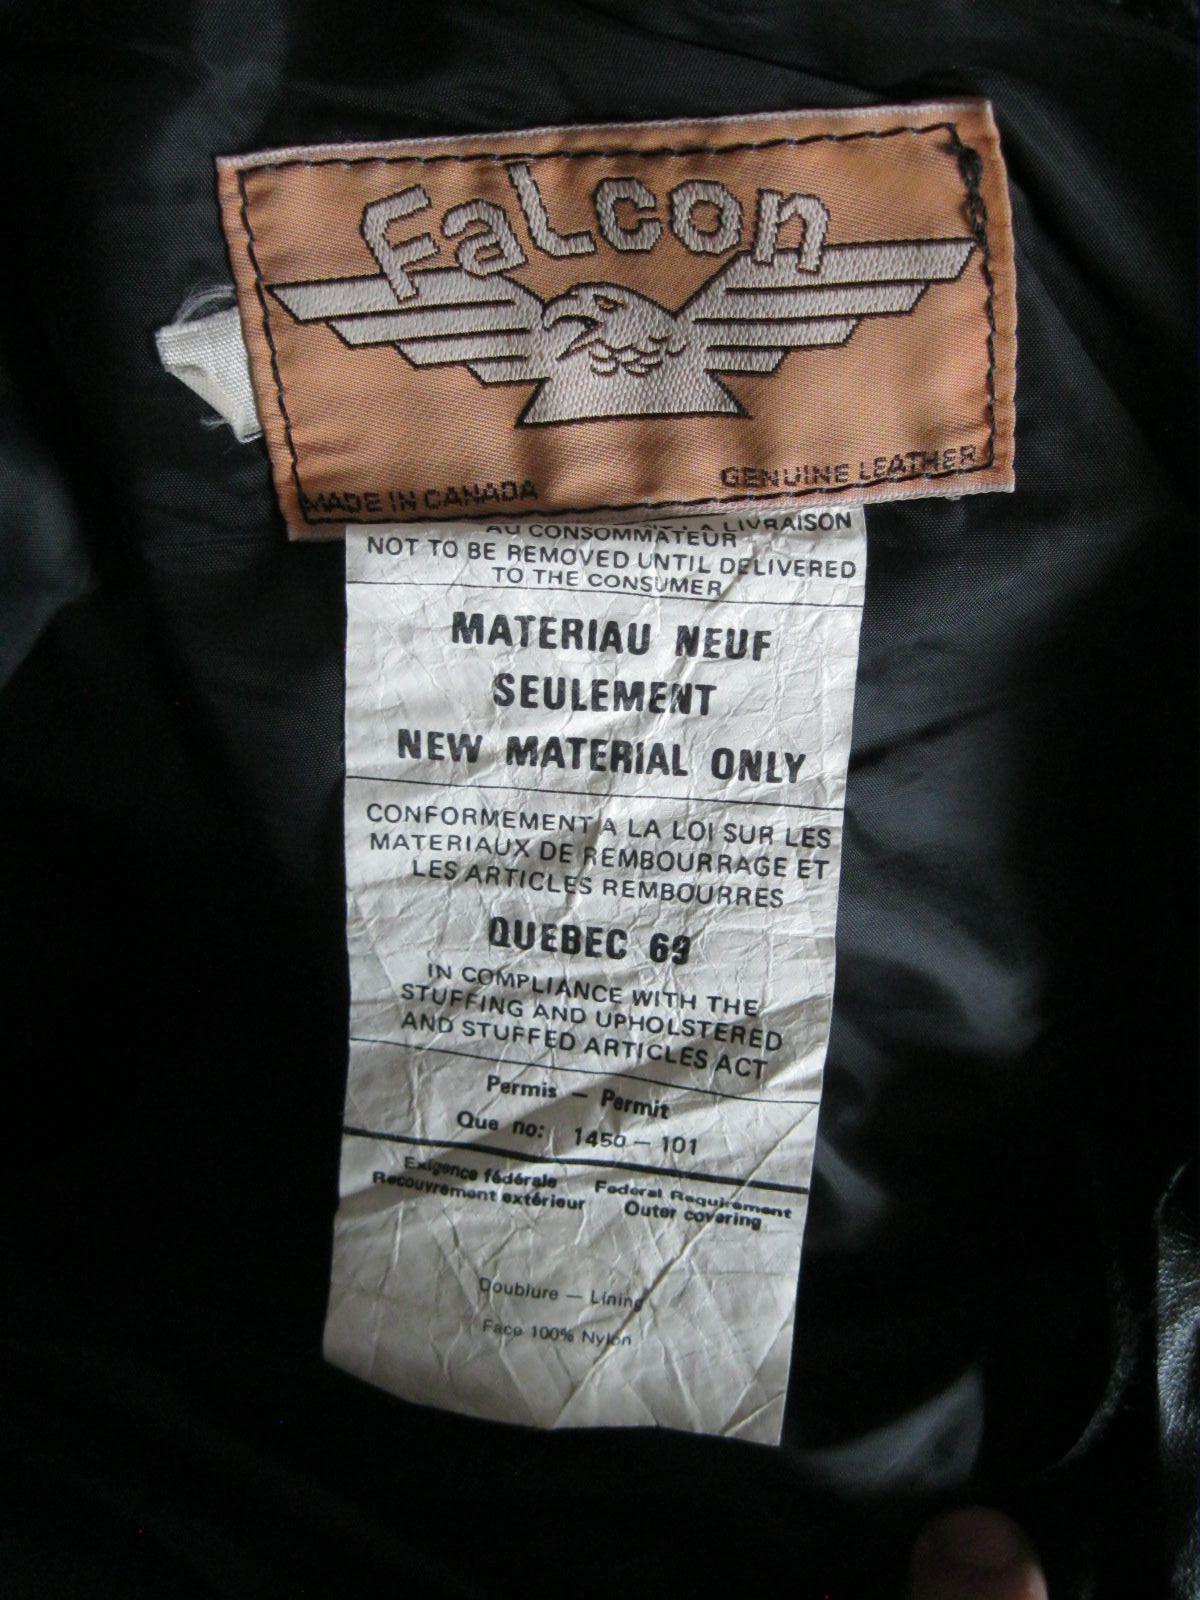 Falcon
MADE IN CANADA
GENUINE LEATHER
AU CONSOMMATEUR LA LIVRAISON
NOT TO BE REMOVED UNTIL DELIVERED
TO THE CONSUMER
MATERIAU NEUF
SEULEMENT
NEW MATERIAL ONLY
CONFORMEMENT A LA LOI SUR LES
MATERIAUX DE REMBOURRAGE ET
LES ARTICLES REMBOURRES
QUEBEC 69
IN COMPLIANCE WITH THE
STUFFING AND UPHOLSTERED
AND STUFFED ARTICLES ACT
Permis — Permit
Que no: 1450 — 101
Exigence fédérale Federal Requirement
Recouvrement extérieur Outer covering
Doublure — Lining
Face 100% Nylon